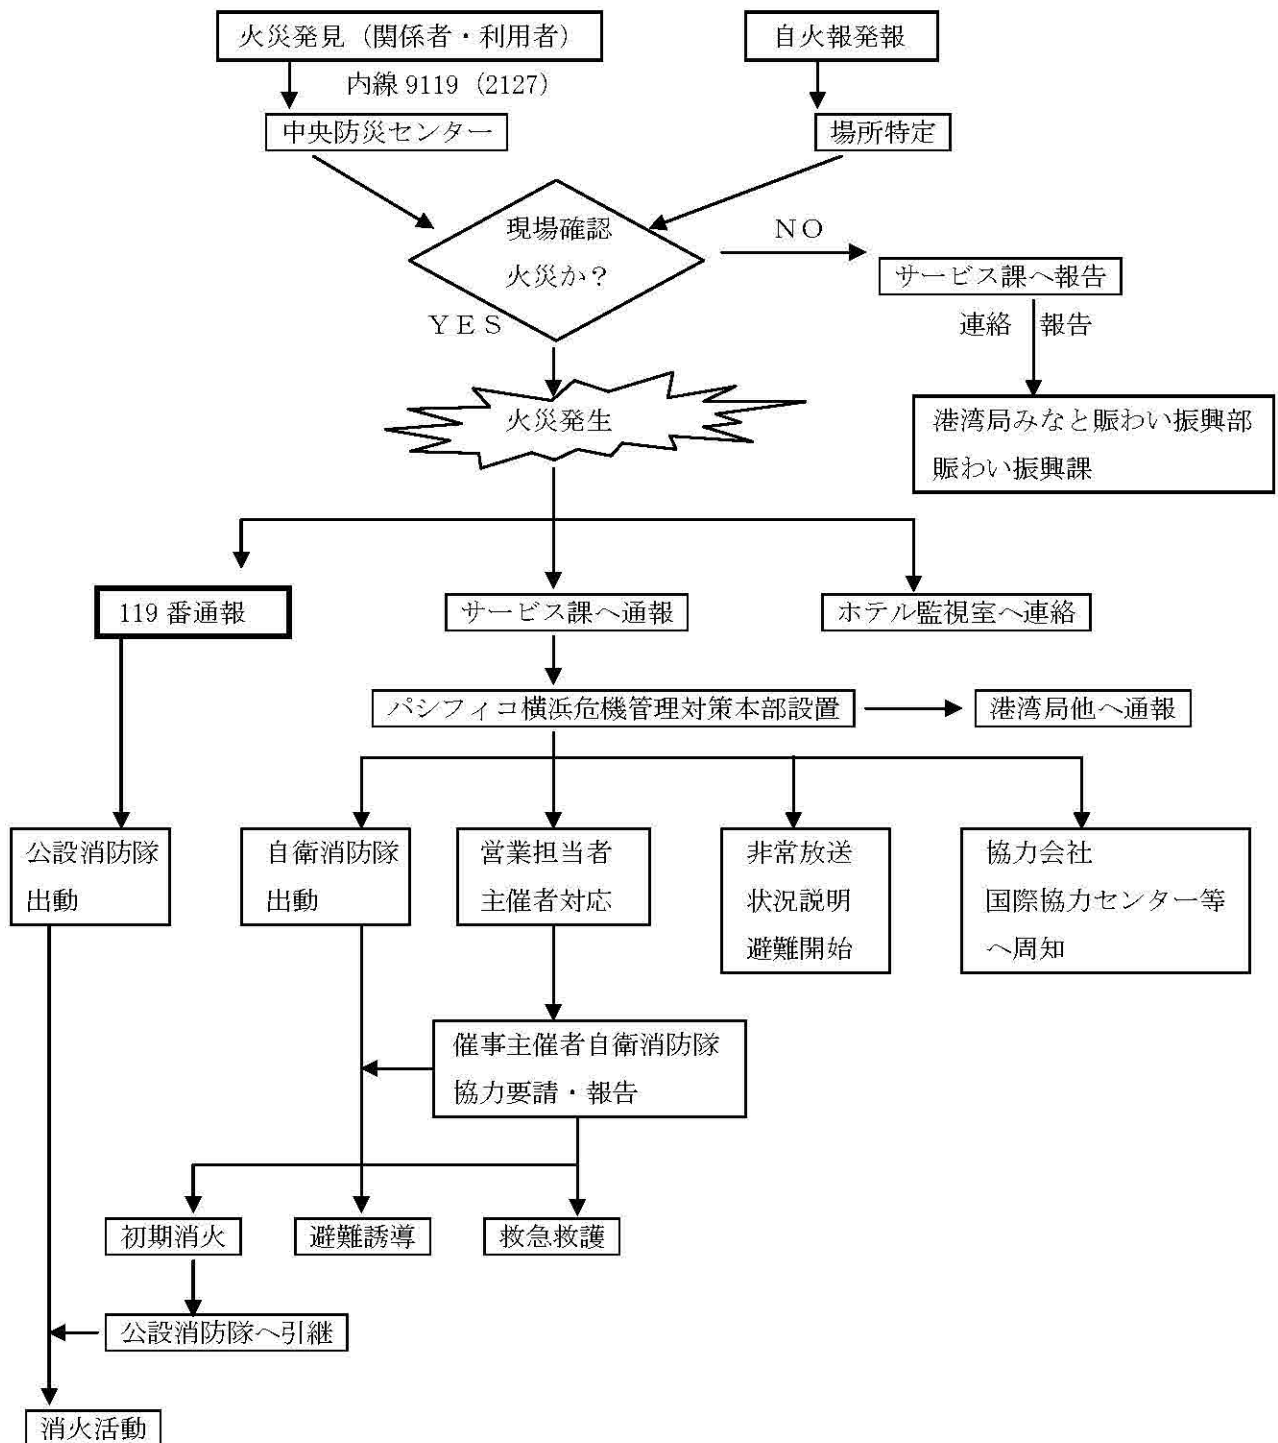 火災発見（関係者・利用者）
自火報発報
内線 9119（2127）
中央防災センター
場所特定
現場確認
火災か？
ＮＯ
ＹＥＳ
サービス課へ報告
連絡
報告
港湾局みなと賑わい振興部
賑わい振興課
火災発生
119 番通報
サービス課へ通報
ホテル監視室へ連絡
パシフィコ横浜危機管理対策本部設置
港湾局他へ通報
公設消防隊
出動
自衛消防隊
出動
営業担当者
主催者対応
非常放送
状況説明
避難開始
協力会社
国際協力センター等
へ周知
催事主催者自衛消防隊
協力要請・報告
初期消火
避難誘導
救急救護
公設消防隊へ引継
消火活動